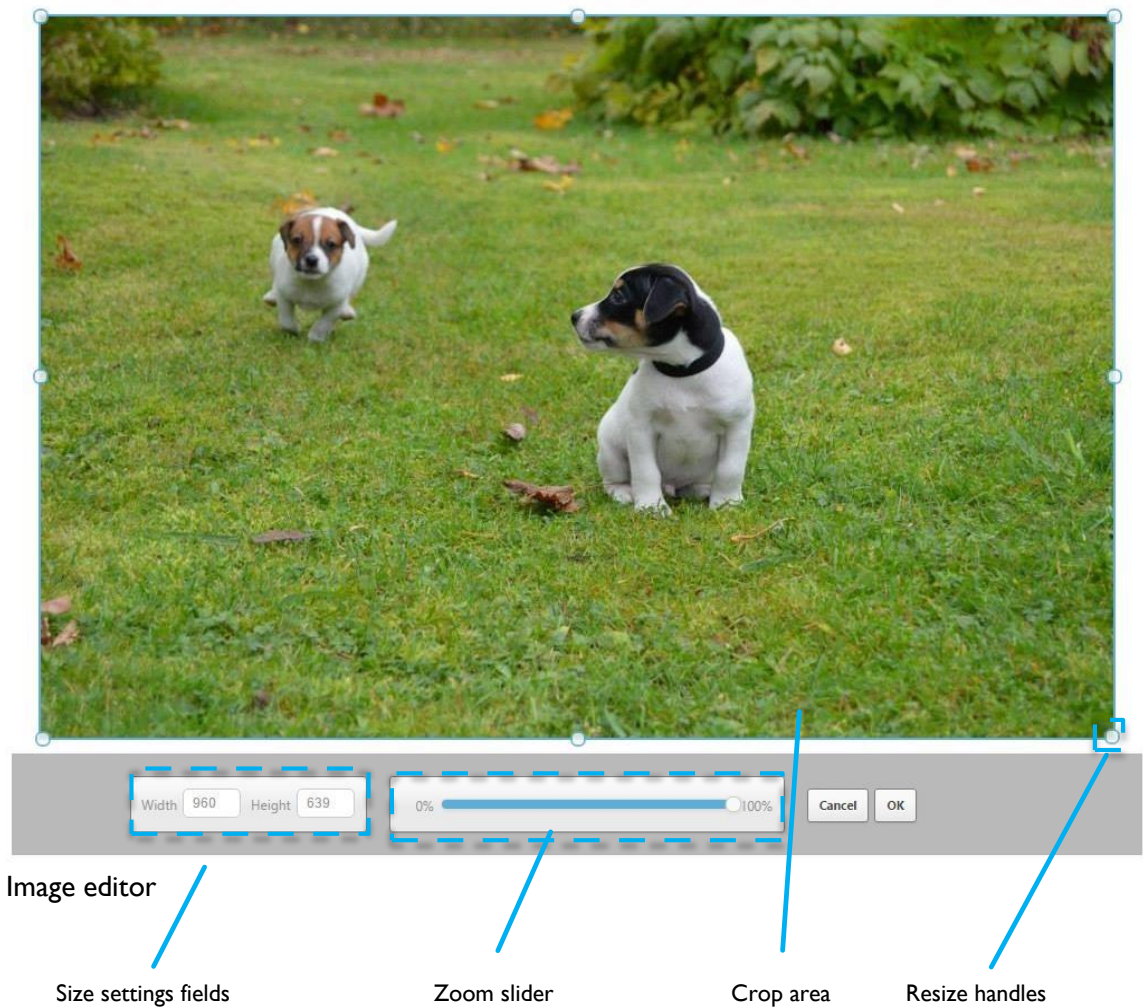 Width 960 Height 639 0% 100% Cancel OK
Image editor
Size settings fields Zoom slider Crop area Resize handles